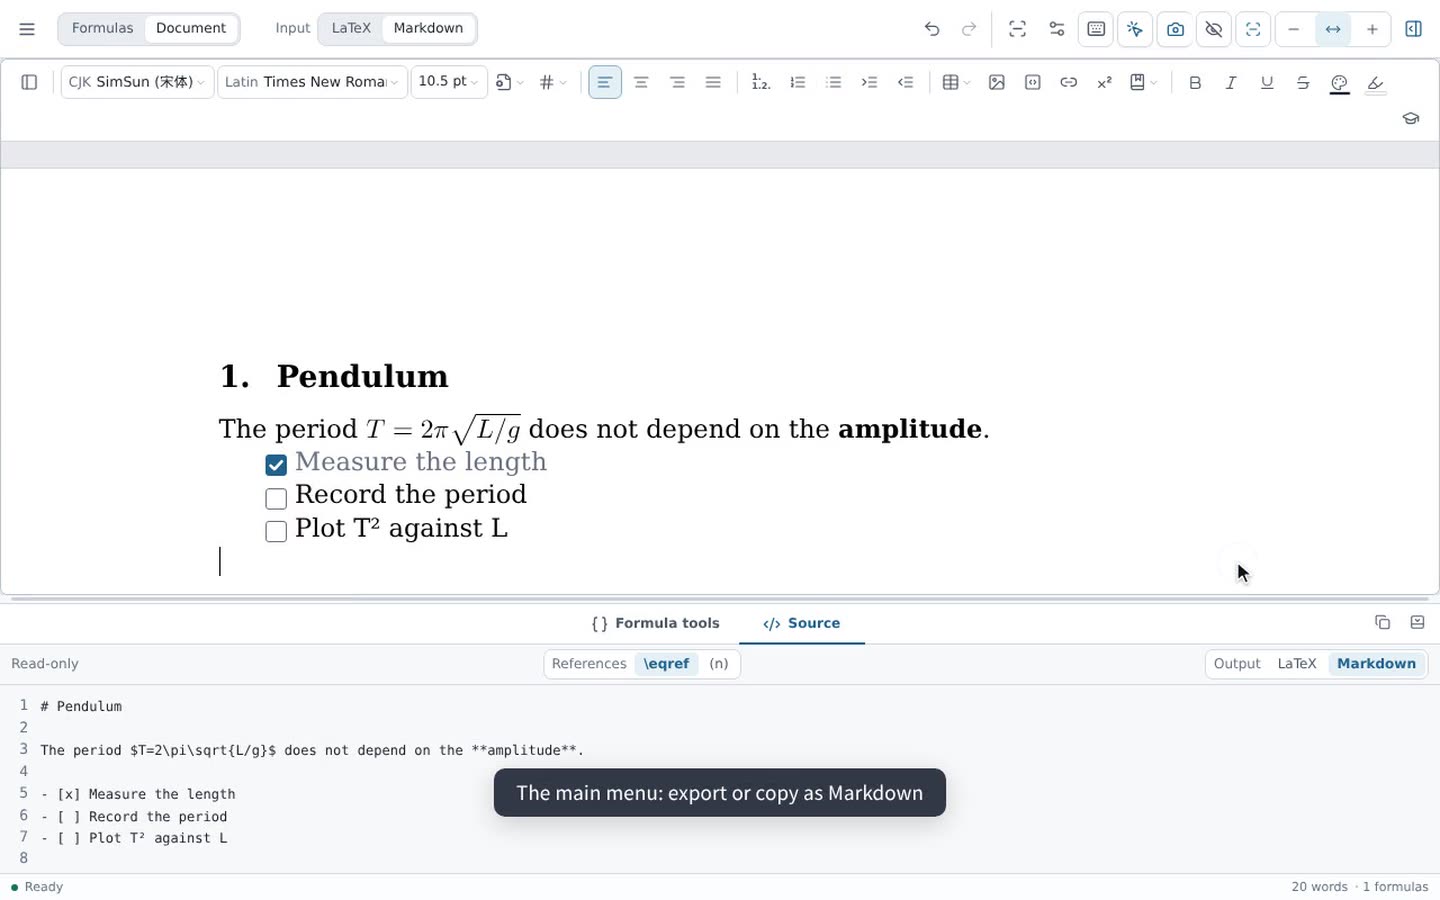 Formulas Document Input LaTeX Markdown
CJK SimSun (宋体) Latin Times New Roma 10.5 pt
1. Pendulum
The period T = 2π√L/g does not depend on the amplitude.
Measure the length
Record the period
Plot T² against L
Formula tools Source
Read-only References \eqref (n) Output LaTeX Markdown
1 # Pendulum
2
3 The period $T=2\pi\sqrt{L/g}$ does not depend on the **amplitude**.
4
5 - [x] Measure the length
6 - [ ] Record the period
7 - [ ] Plot T² against L
8
The main menu: export or copy as Markdown
Ready 20 words · 1 formulas